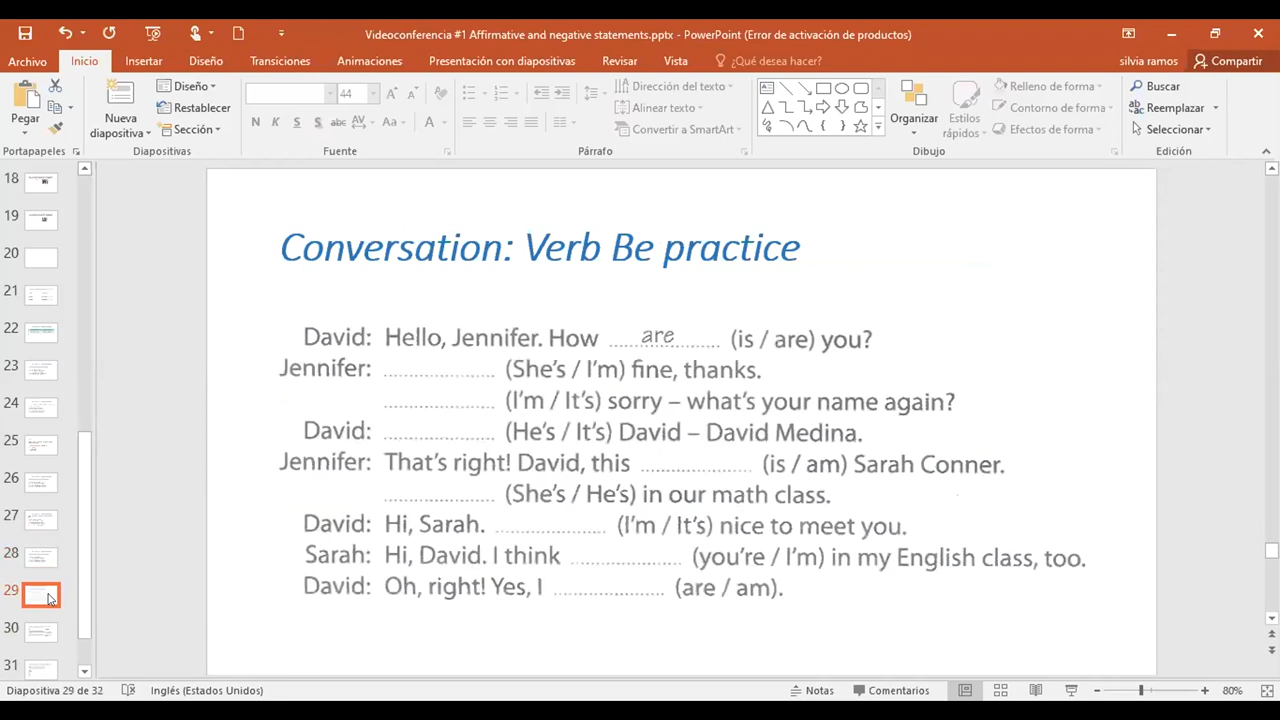 Videoconferencia #1 Affirmative and negative statements.pptx - PowerPoint (Error de activación de productos)
Archivo Inicio Insertar Diseño Transiciones Animaciones Presentación con diapositivas Revisar Vista ¿Qué desea hacer? silvia ramos Compartir
Pegar
Nueva diapositiva
Diseño
Restablecer
Sección
44
N K S S abc AV Aa A
Dirección del texto
Alinear texto
Convertir a SmartArt
Organizar
Estilos rápidos
Relleno de forma
Contorno de forma
Efectos de forma
Buscar
Reemplazar
Seleccionar
Portapapeles Diapositivas Fuente Párrafo Dibujo Edición
18
19
20
21
22
23
24
25
26
27
28
29
30
31
Conversation: Verb Be practice
David: Hello, Jennifer. How are (is / are) you?
Jennifer: .................... (She's / I'm) fine, thanks.
.................... (I'm / It's) sorry – what's your name again?
David: .................... (He's / It's) David – David Medina.
Jennifer: That's right! David, this .................... (is / am) Sarah Conner.
.................... (She's / He's) in our math class.
David: Hi, Sarah. .................... (I'm / It's) nice to meet you.
Sarah: Hi, David. I think .................... (you're / I'm) in my English class, too.
David: Oh, right! Yes, I .................... (are / am).
Diapositiva 29 de 32 Inglés (Estados Unidos) Notas Comentarios 80%